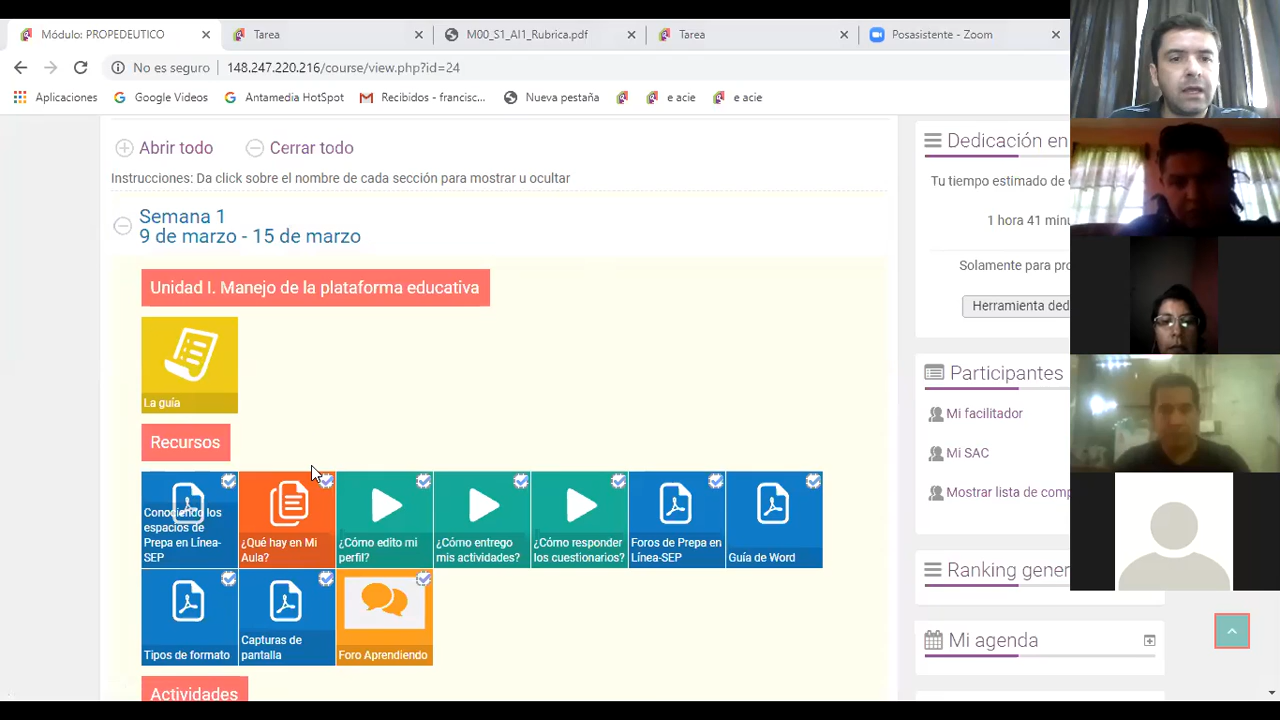 Módulo: PROPEDEUTICO
Tarea
M00_S1_AI1_Rubrica.pdf
Tarea
Posasistente - Zoom
No es seguro
148.247.220.216/course/view.php?id=24
Aplicaciones
Google Videos
Antamedia HotSpot
Recibidos - francisc...
Nueva pestaña
e acie
e acie
Abrir todo
Cerrar todo
Instrucciones: Da click sobre el nombre de cada sección para mostrar u ocultar
Semana 1
9 de marzo - 15 de marzo
Unidad I. Manejo de la plataforma educativa
La guía
Recursos
Conociendo los
espacios de
Prepa en Línea-
SEP
¿Qué hay en Mi
Aula?
¿Cómo edito mi
perfil?
¿Cómo entrego
mis actividades?
¿Cómo responder
los cuestionarios?
Foros de Prepa en
Línea-SEP
Guía de Word
Tipos de formato
Capturas de
pantalla
Foro Aprendiendo
Actividades
Dedicación en
Tu tiempo estimado de
1 hora 41
Solamente para
Herramienta
Participantes
Mi facilitador
Mi SAC
Mostrar lista de
Ranking
Mi agenda